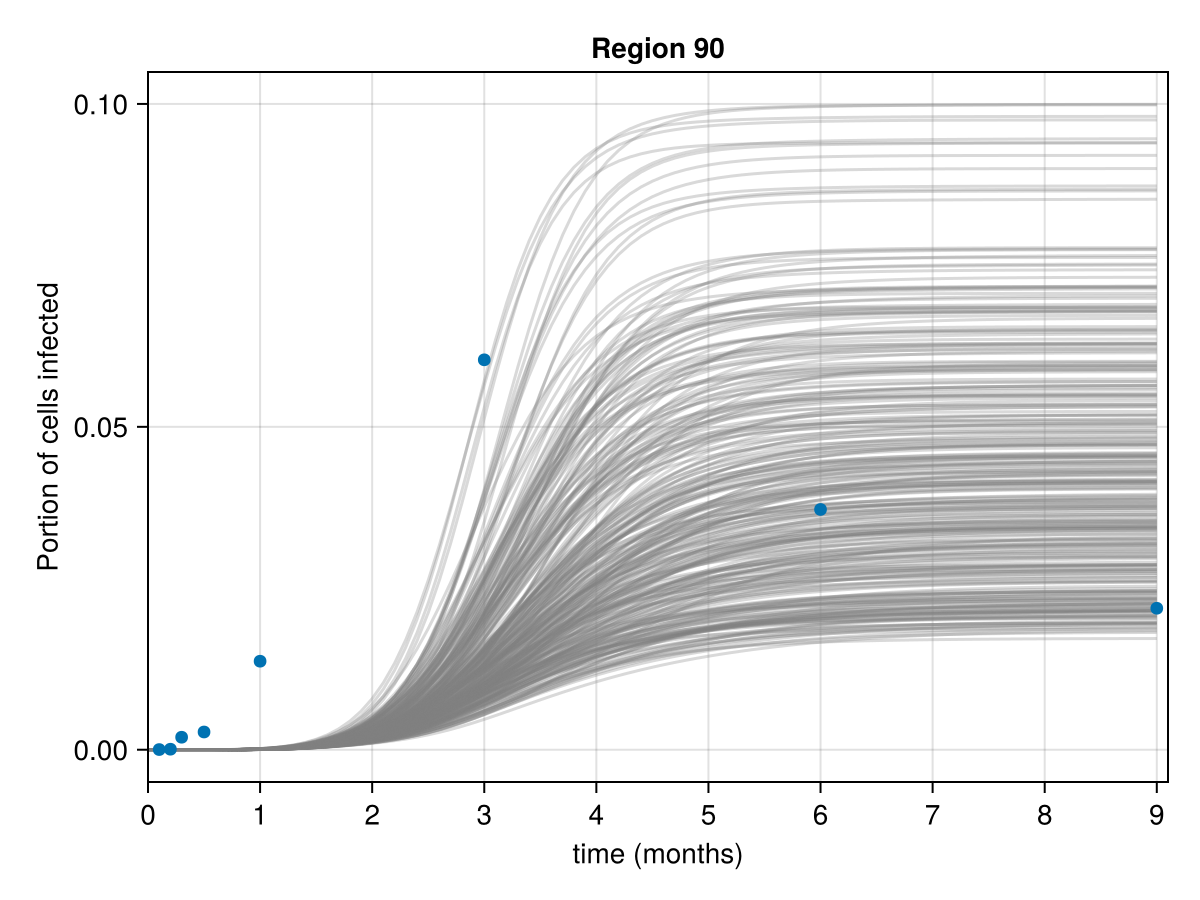 Region 90
0.10
0.05
0.00
Portion of cells infected
0 1 2 3 4 5 6 7 8 9
time (months)